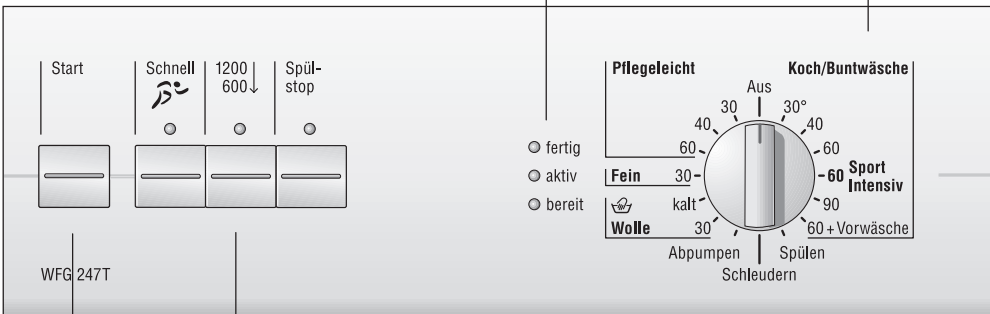 Start
Schnell
1200
600↓
Spül-
stop
fertig
aktiv
bereit
WFG 247T
Pflegeleicht
Koch/Buntwäsche
Aus
30
40
60
Fein 30
kalt
Wolle 30
30°
40
60
60 Sport
Intensiv
90
60 + Vorwäsche
Abpumpen
Schleudern
Spülen